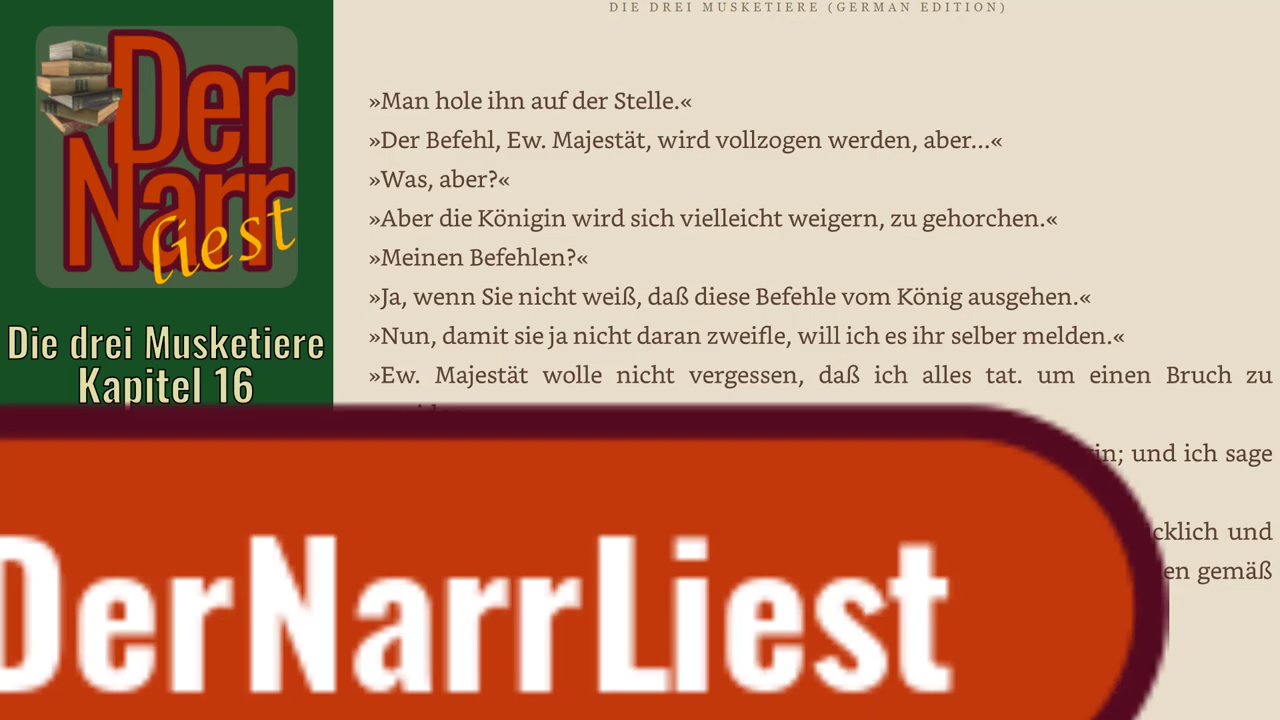 Der
Narr
liest
Die drei Musketiere
Kapitel 16
DIE DREI MUSKETIERE (GERMAN EDITION)
»Man hole ihn auf der Stelle.«
»Der Befehl, Ew. Majestät, wird vollzogen werden, aber...«
»Was, aber?«
»Aber die Königin wird sich vielleicht weigern, zu gehorchen.«
»Meinen Befehlen?«
»Ja, wenn Sie nicht weiß, daß diese Befehle vom König ausgehen.«
»Nun, damit sie ja nicht daran zweifle, will ich es ihr selber melden.«
»Ew. Majestät wolle nicht vergessen, daß ich alles tat. um einen Bruch zu
und ich sage
und
gemäß
DerNarrLiest